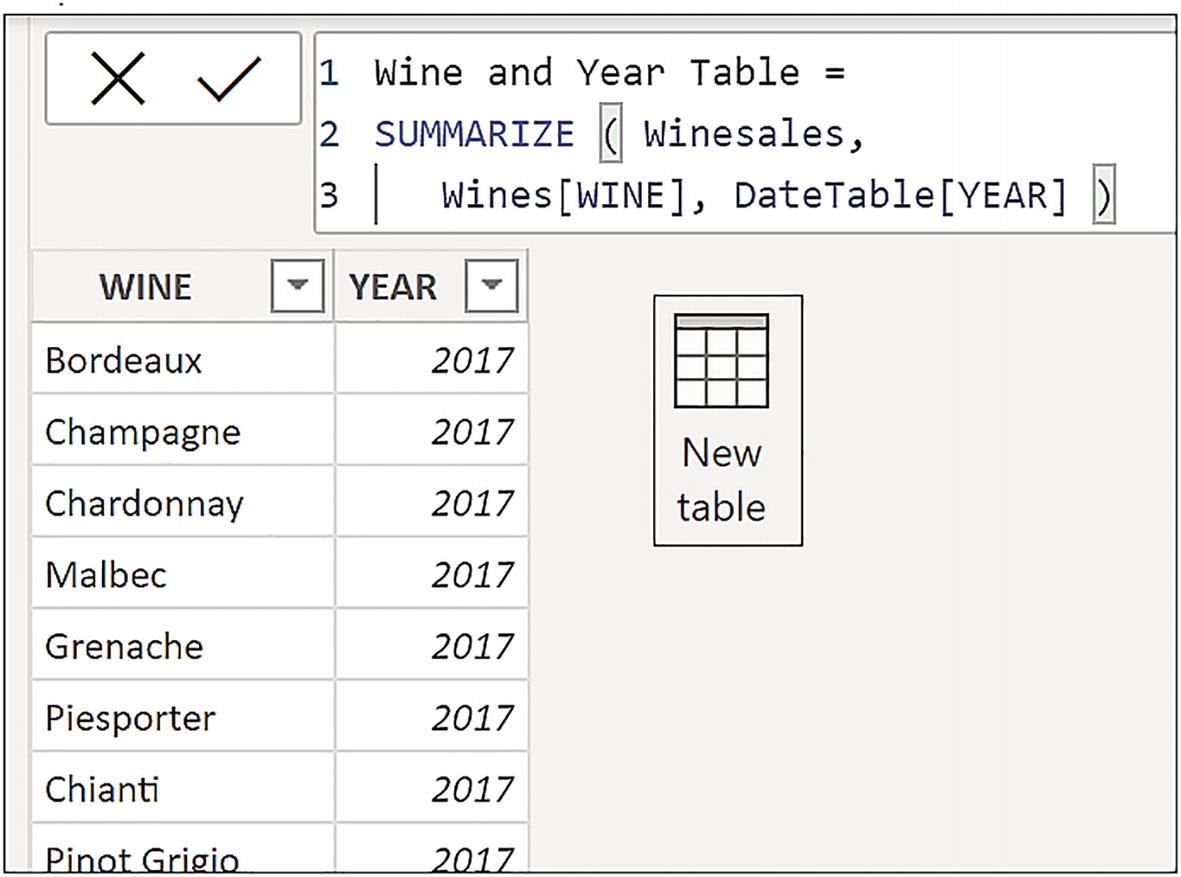 1 Wine and Year Table =
2 SUMMARIZE ( Winesales,
3 Wines[WINE], DateTable[YEAR] )
WINE YEAR
Bordeaux 2017
Champagne 2017
Chardonnay 2017
Malbec 2017
Grenache 2017
Piesporter 2017
Chianti 2017
Pinot Grigio 2017
New
table